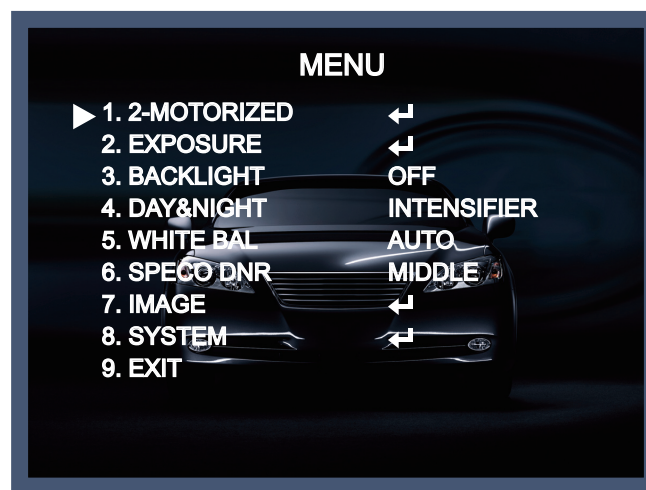 MENU
1. 2-MOTORIZED ↵
2. EXPOSURE ↵
3. BACKLIGHT OFF
4. DAY&NIGHT INTENSIFIER
5. WHITE BAL AUTO
6. SPECO DNR MIDDLE
7. IMAGE ↵
8. SYSTEM ↵
9. EXIT